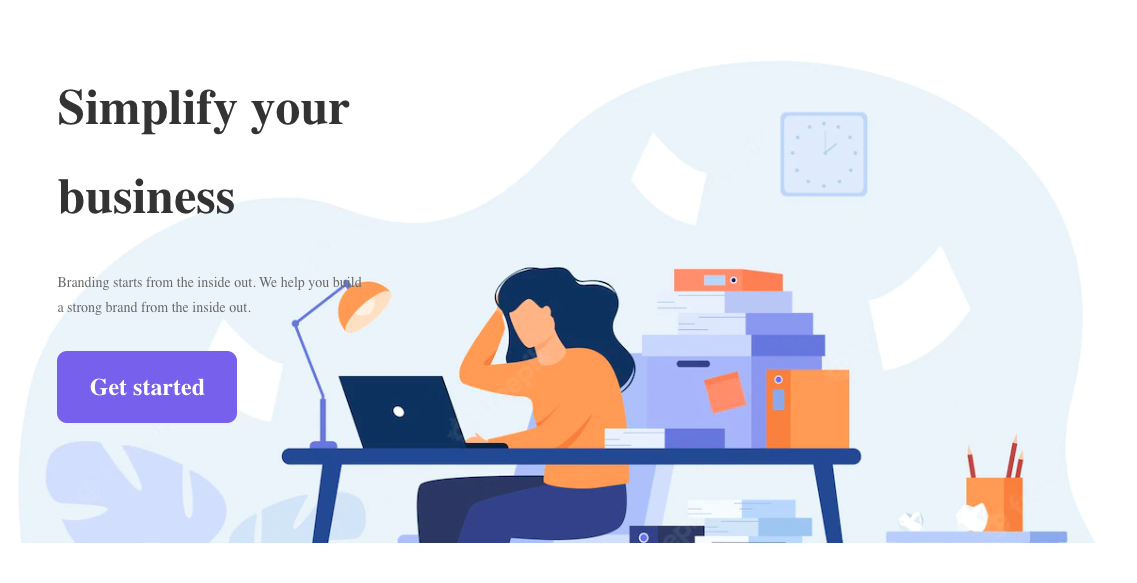 Simplify your
business
Branding starts from the inside out. We help you build
a strong brand from the inside out.
Get started